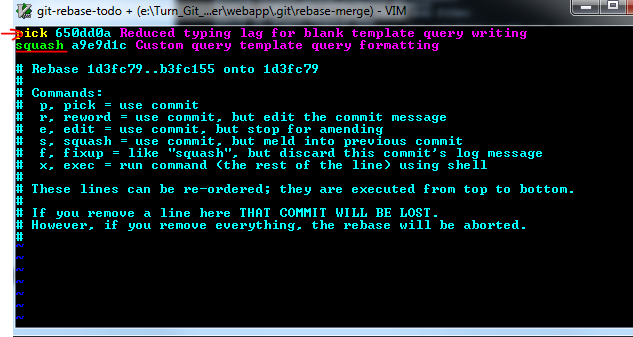 git-rebase-todo + (e:\Turn_Git_...er\webapp\.git\rebase-merge) - VIM
pick 650dd0a Reduced typing lag for blank template query writing
squash a9e9d1c Custom query template query formatting
# Rebase 1d3fc79..b3fc155 onto 1d3fc79
#
# Commands:
#  p, pick = use commit
#  r, reword = use commit, but edit the commit message
#  e, edit = use commit, but stop for amending
#  s, squash = use commit, but meld into previous commit
#  f, fixup = like "squash", but discard this commit's log message
#  x, exec = run command (the rest of the line) using shell
#
# These lines can be re-ordered; they are executed from top to bottom.
#
# If you remove a line here THAT COMMIT WILL BE LOST.
# However, if you remove everything, the rebase will be aborted.
#
~
~
~
~
~
~
~